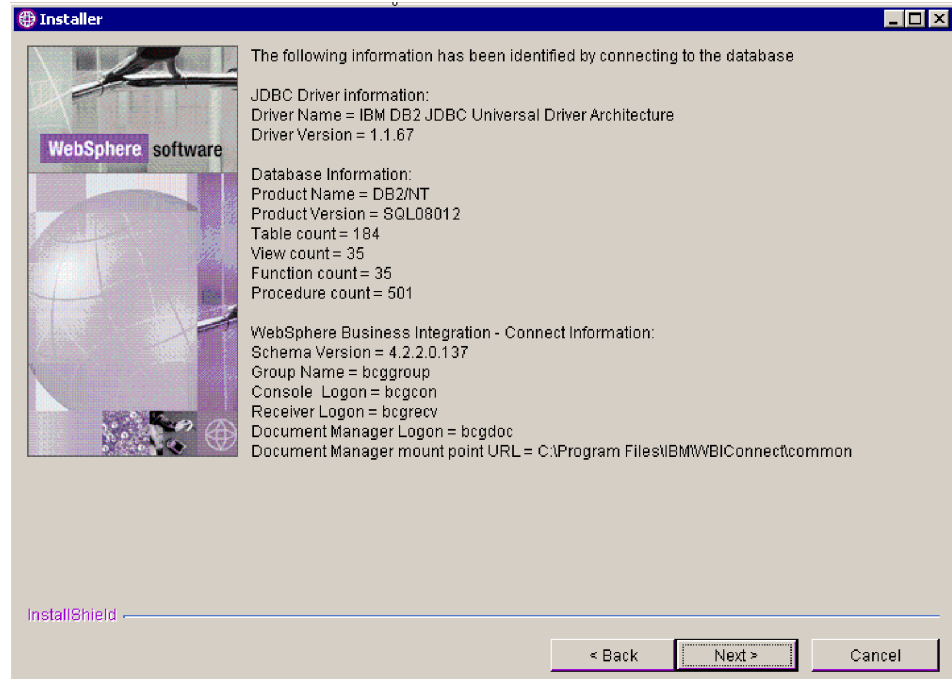 Installer
The following information has been identified by connecting to the database
JDBC Driver information:
Driver Name = IBM DB2 JDBC Universal Driver Architecture
Driver Version = 1.1.67
WebSphere software
Database Information:
Product Name = DB2/NT
Product Version = SQL08012
Table count = 184
View count = 35
Function count = 35
Procedure count = 501
WebSphere Business Integration - Connect Information:
Schema Version = 4.2.2.0.137
Group Name = bcggroup
Console  Logon = bcgcon
Receiver Logon = bcgrecv
Document Manager Logon = bcgdoc
Document Manager mount point URL = C:\Program Files\IBM\WBIConnect\common
InstallShield
< Back Next > Cancel